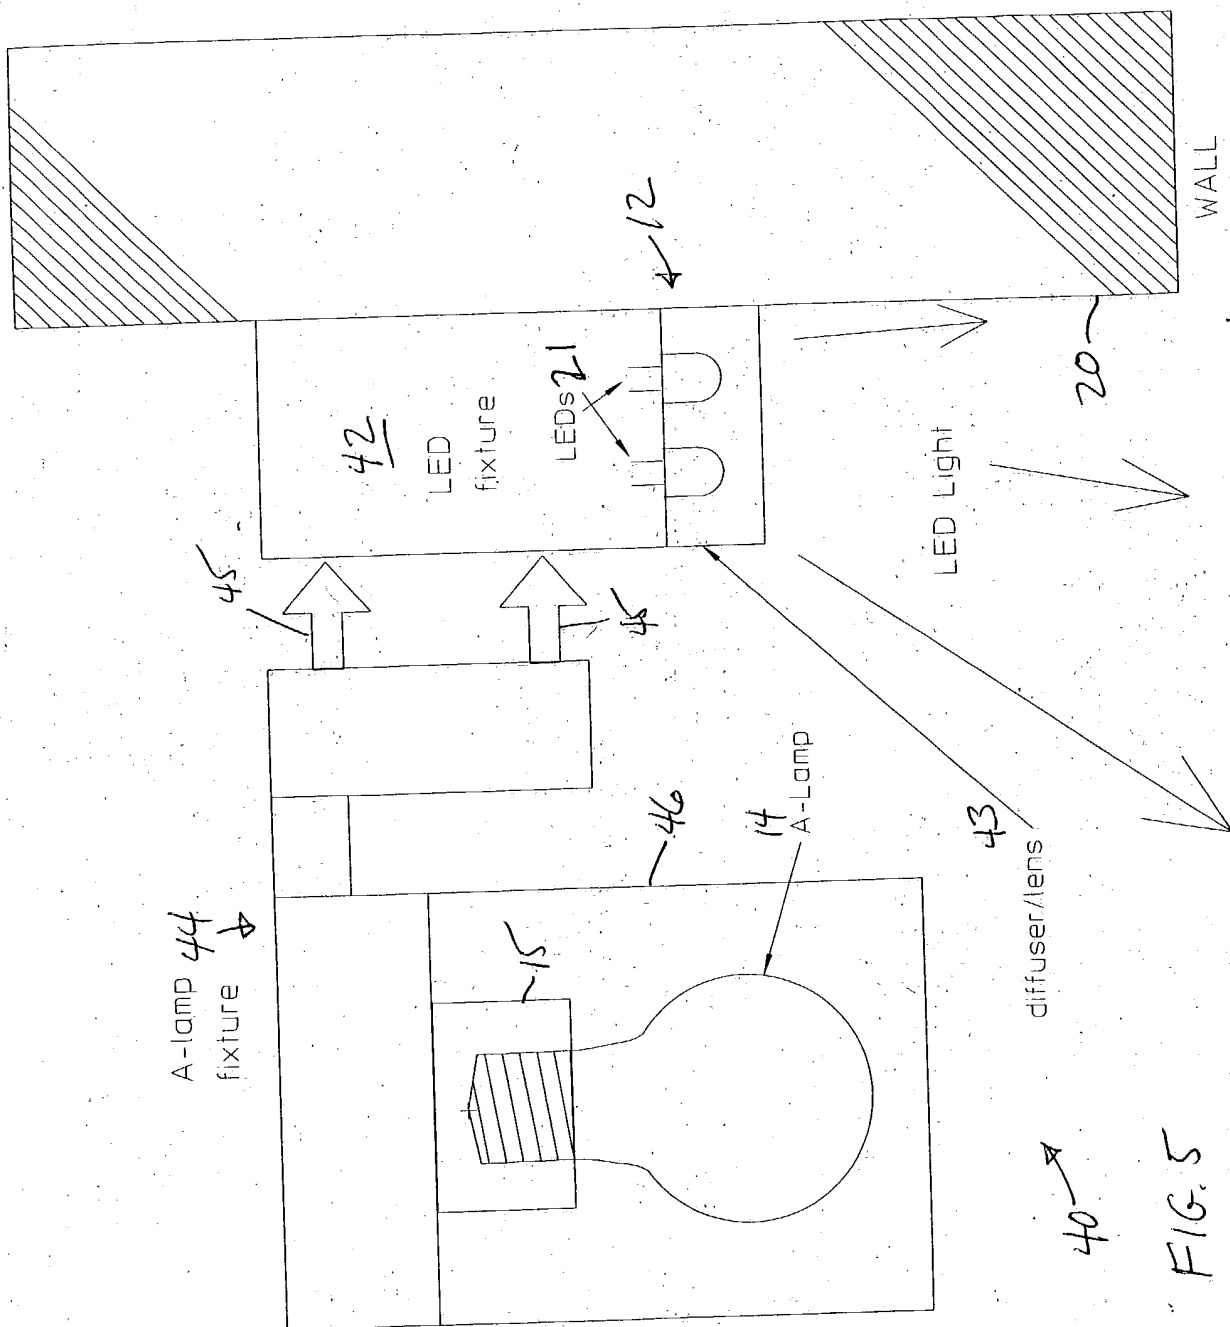 WALL
12
42
LED
fixture
LEDs 21
20
LED Light
45
45
46
14
A-Lamp
43
diffuser/lens
A-lamp 44
fixture
15
40
FIG. 5